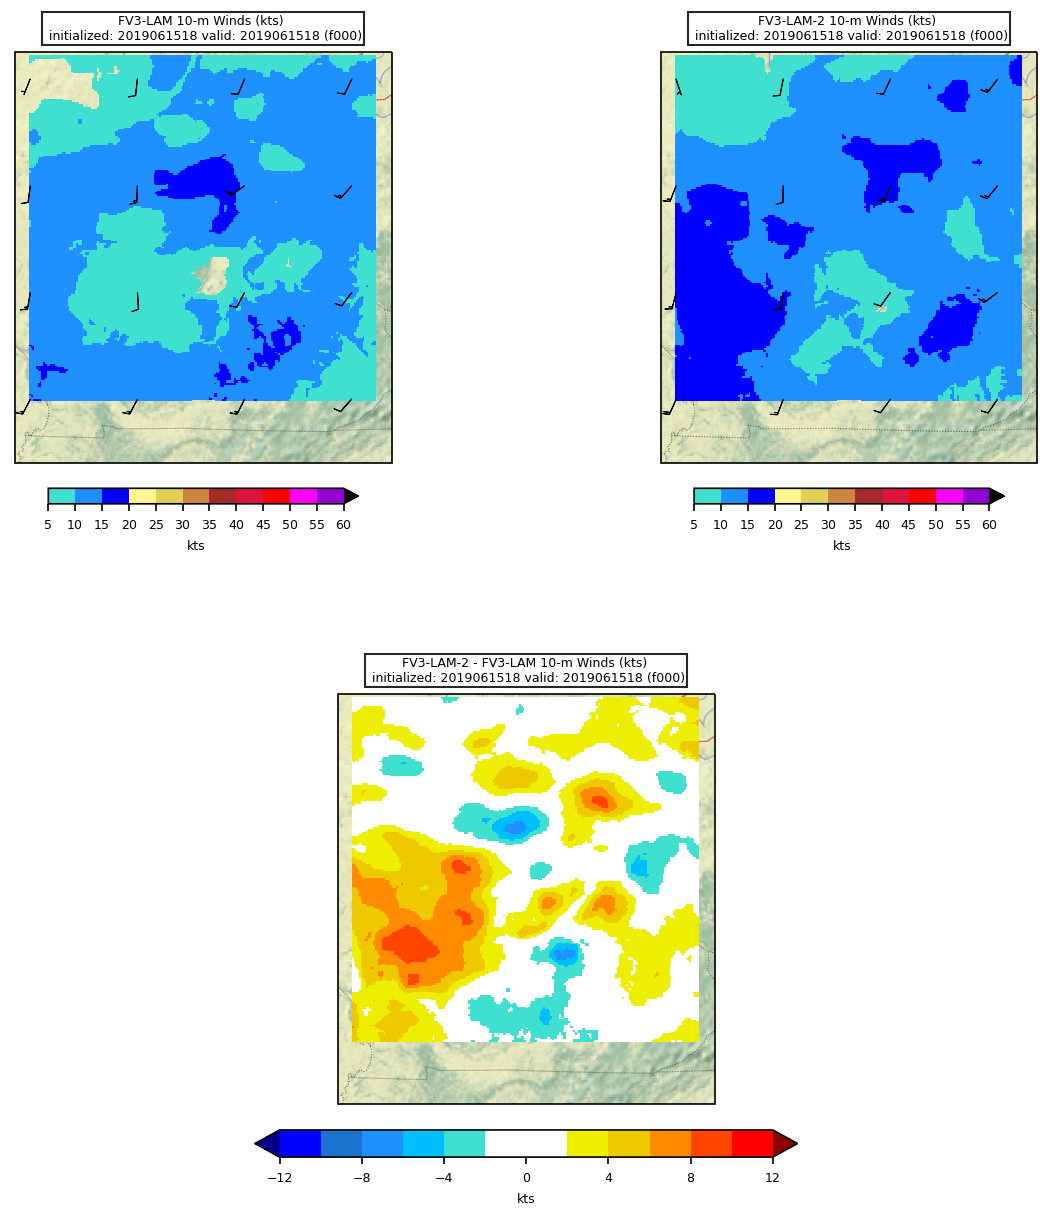 FV3-LAM 10-m Winds (kts)
initialized: 2019061518 valid: 2019061518 (f000)
FV3-LAM-2 10-m Winds (kts)
initialized: 2019061518 valid: 2019061518 (f000)
5 10 15 20 25 30 35 40 45 50 55 60
kts
5 10 15 20 25 30 35 40 45 50 55 60
kts
FV3-LAM-2 - FV3-LAM 10-m Winds (kts)
initialized: 2019061518 valid: 2019061518 (f000)
−12 −8 −4 0 4 8 12
kts